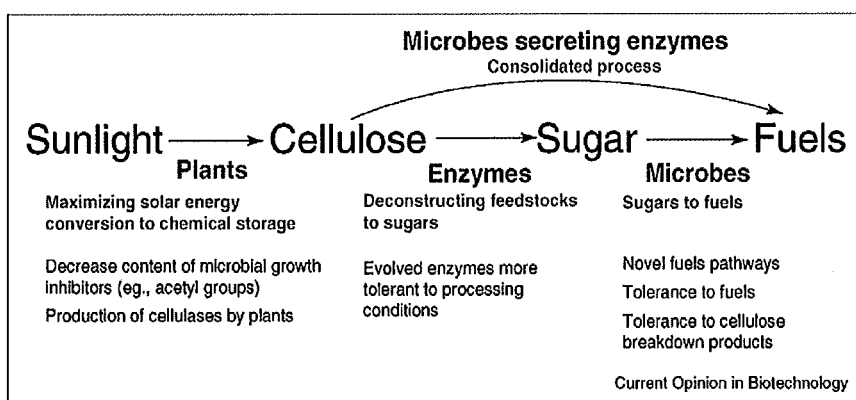 Microbes secreting enzymes
Consolidated process
Sunlight Cellulose Sugar Fuels
Plants Enzymes Microbes
Maximizing solar energy
conversion to chemical storage
Decrease content of microbial growth
inhibitors (eg., acetyl groups)
Production of cellulases by plants
Deconstructing feedstocks
to sugars
Evolved enzymes more
tolerant to processing
conditions
Sugars to fuels
Novel fuels pathways
Tolerance to fuels
Tolerance to cellulose
breakdown products
Current Opinion in Biotechnology